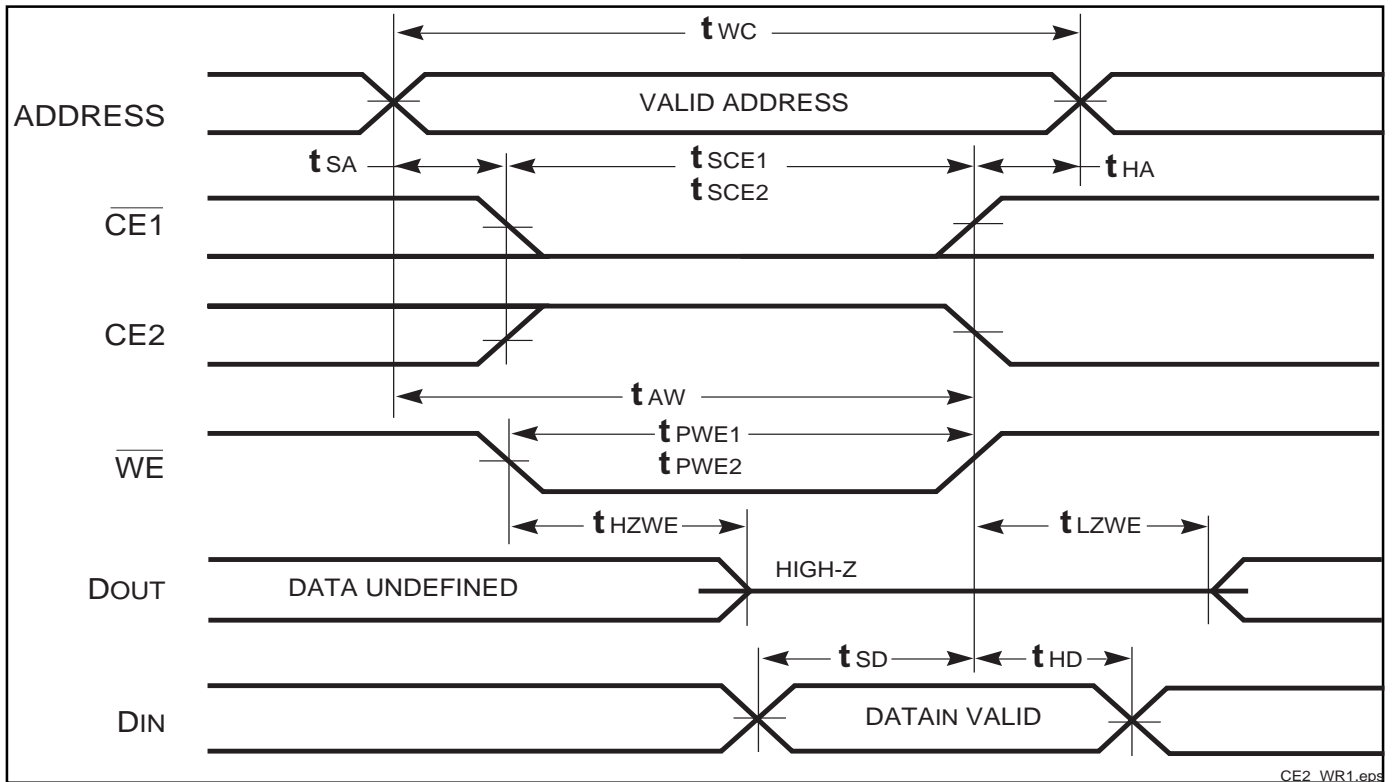 tWC
ADDRESS
VALID ADDRESS
tSA
tSCE1
tSCE2
tHA
CE1
CE2
tAW
WE
tPWE1
tPWE2
tHZWE
tLZWE
DOUT
DATA UNDEFINED
HIGH-Z
tSD
tHD
DIN
DATAIN VALID
CE2_WR1.eps